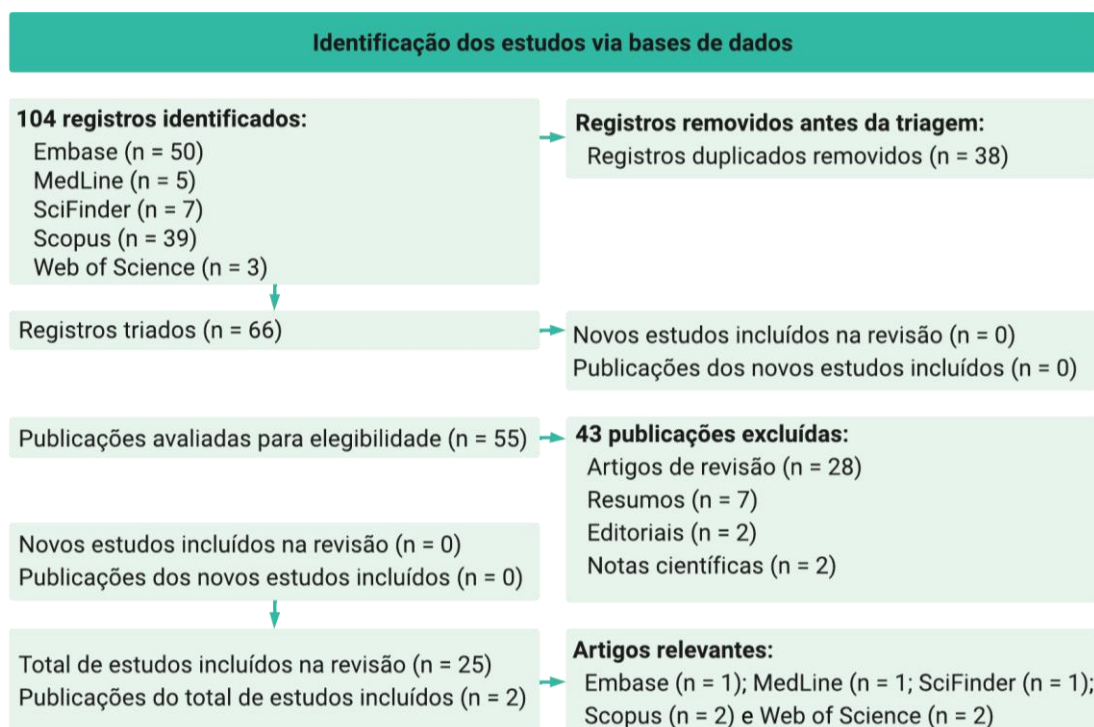 Identificação dos estudos via bases de dados
104 registros identificados:
Embase (n = 50)
MedLine (n = 5)
SciFinder (n = 7)
Scopus (n = 39)
Web of Science (n = 3)
Registros removidos antes da triagem:
Registros duplicados removidos (n = 38)
Registros triados (n = 66)
Novos estudos incluídos na revisão (n = 0)
Publicações dos novos estudos incluídos (n = 0)
Publicações avaliadas para elegibilidade (n = 55)
43 publicações excluídas:
Artigos de revisão (n = 28)
Resumos (n = 7)
Editoriais (n = 2)
Notas científicas (n = 2)
Novos estudos incluídos na revisão (n = 0)
Publicações dos novos estudos incluídos (n = 0)
Total de estudos incluídos na revisão (n = 25)
Publicações do total de estudos incluídos (n = 2)
Artigos relevantes:
Embase (n = 1); MedLine (n = 1; SciFinder (n = 1);
Scopus (n = 2) e Web of Science (n = 2)